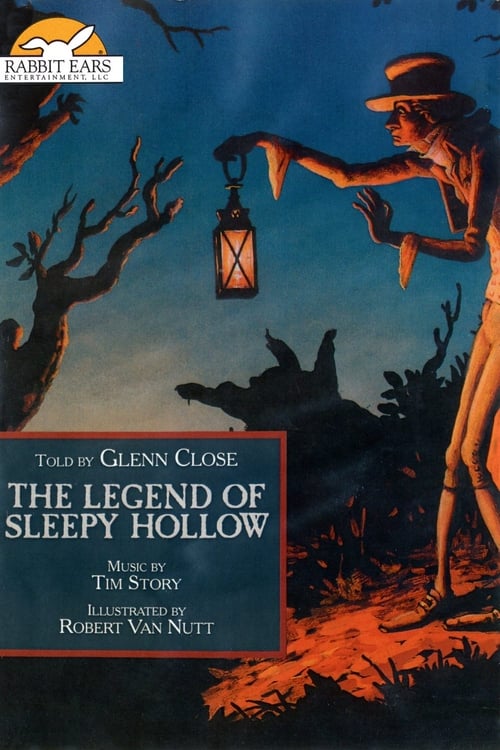 RABBIT EARS
ENTERTAINMENT, LLC
TOLD BY GLENN CLOSE
THE LEGEND OF
SLEEPY HOLLOW
MUSIC BY
TIM STORY
ILLUSTRATED BY
ROBERT VAN NUTT